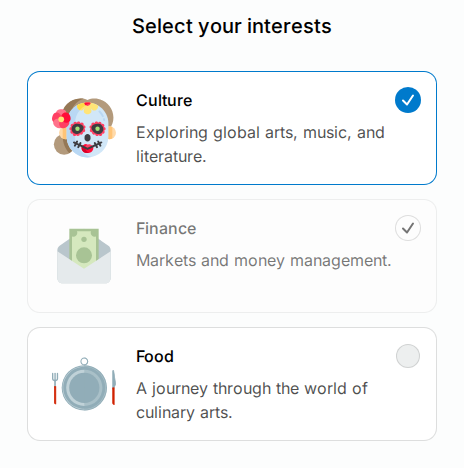 Select your interests
Culture
Exploring global arts, music, and
literature.
Finance
Markets and money management.
Food
A journey through the world of
culinary arts.